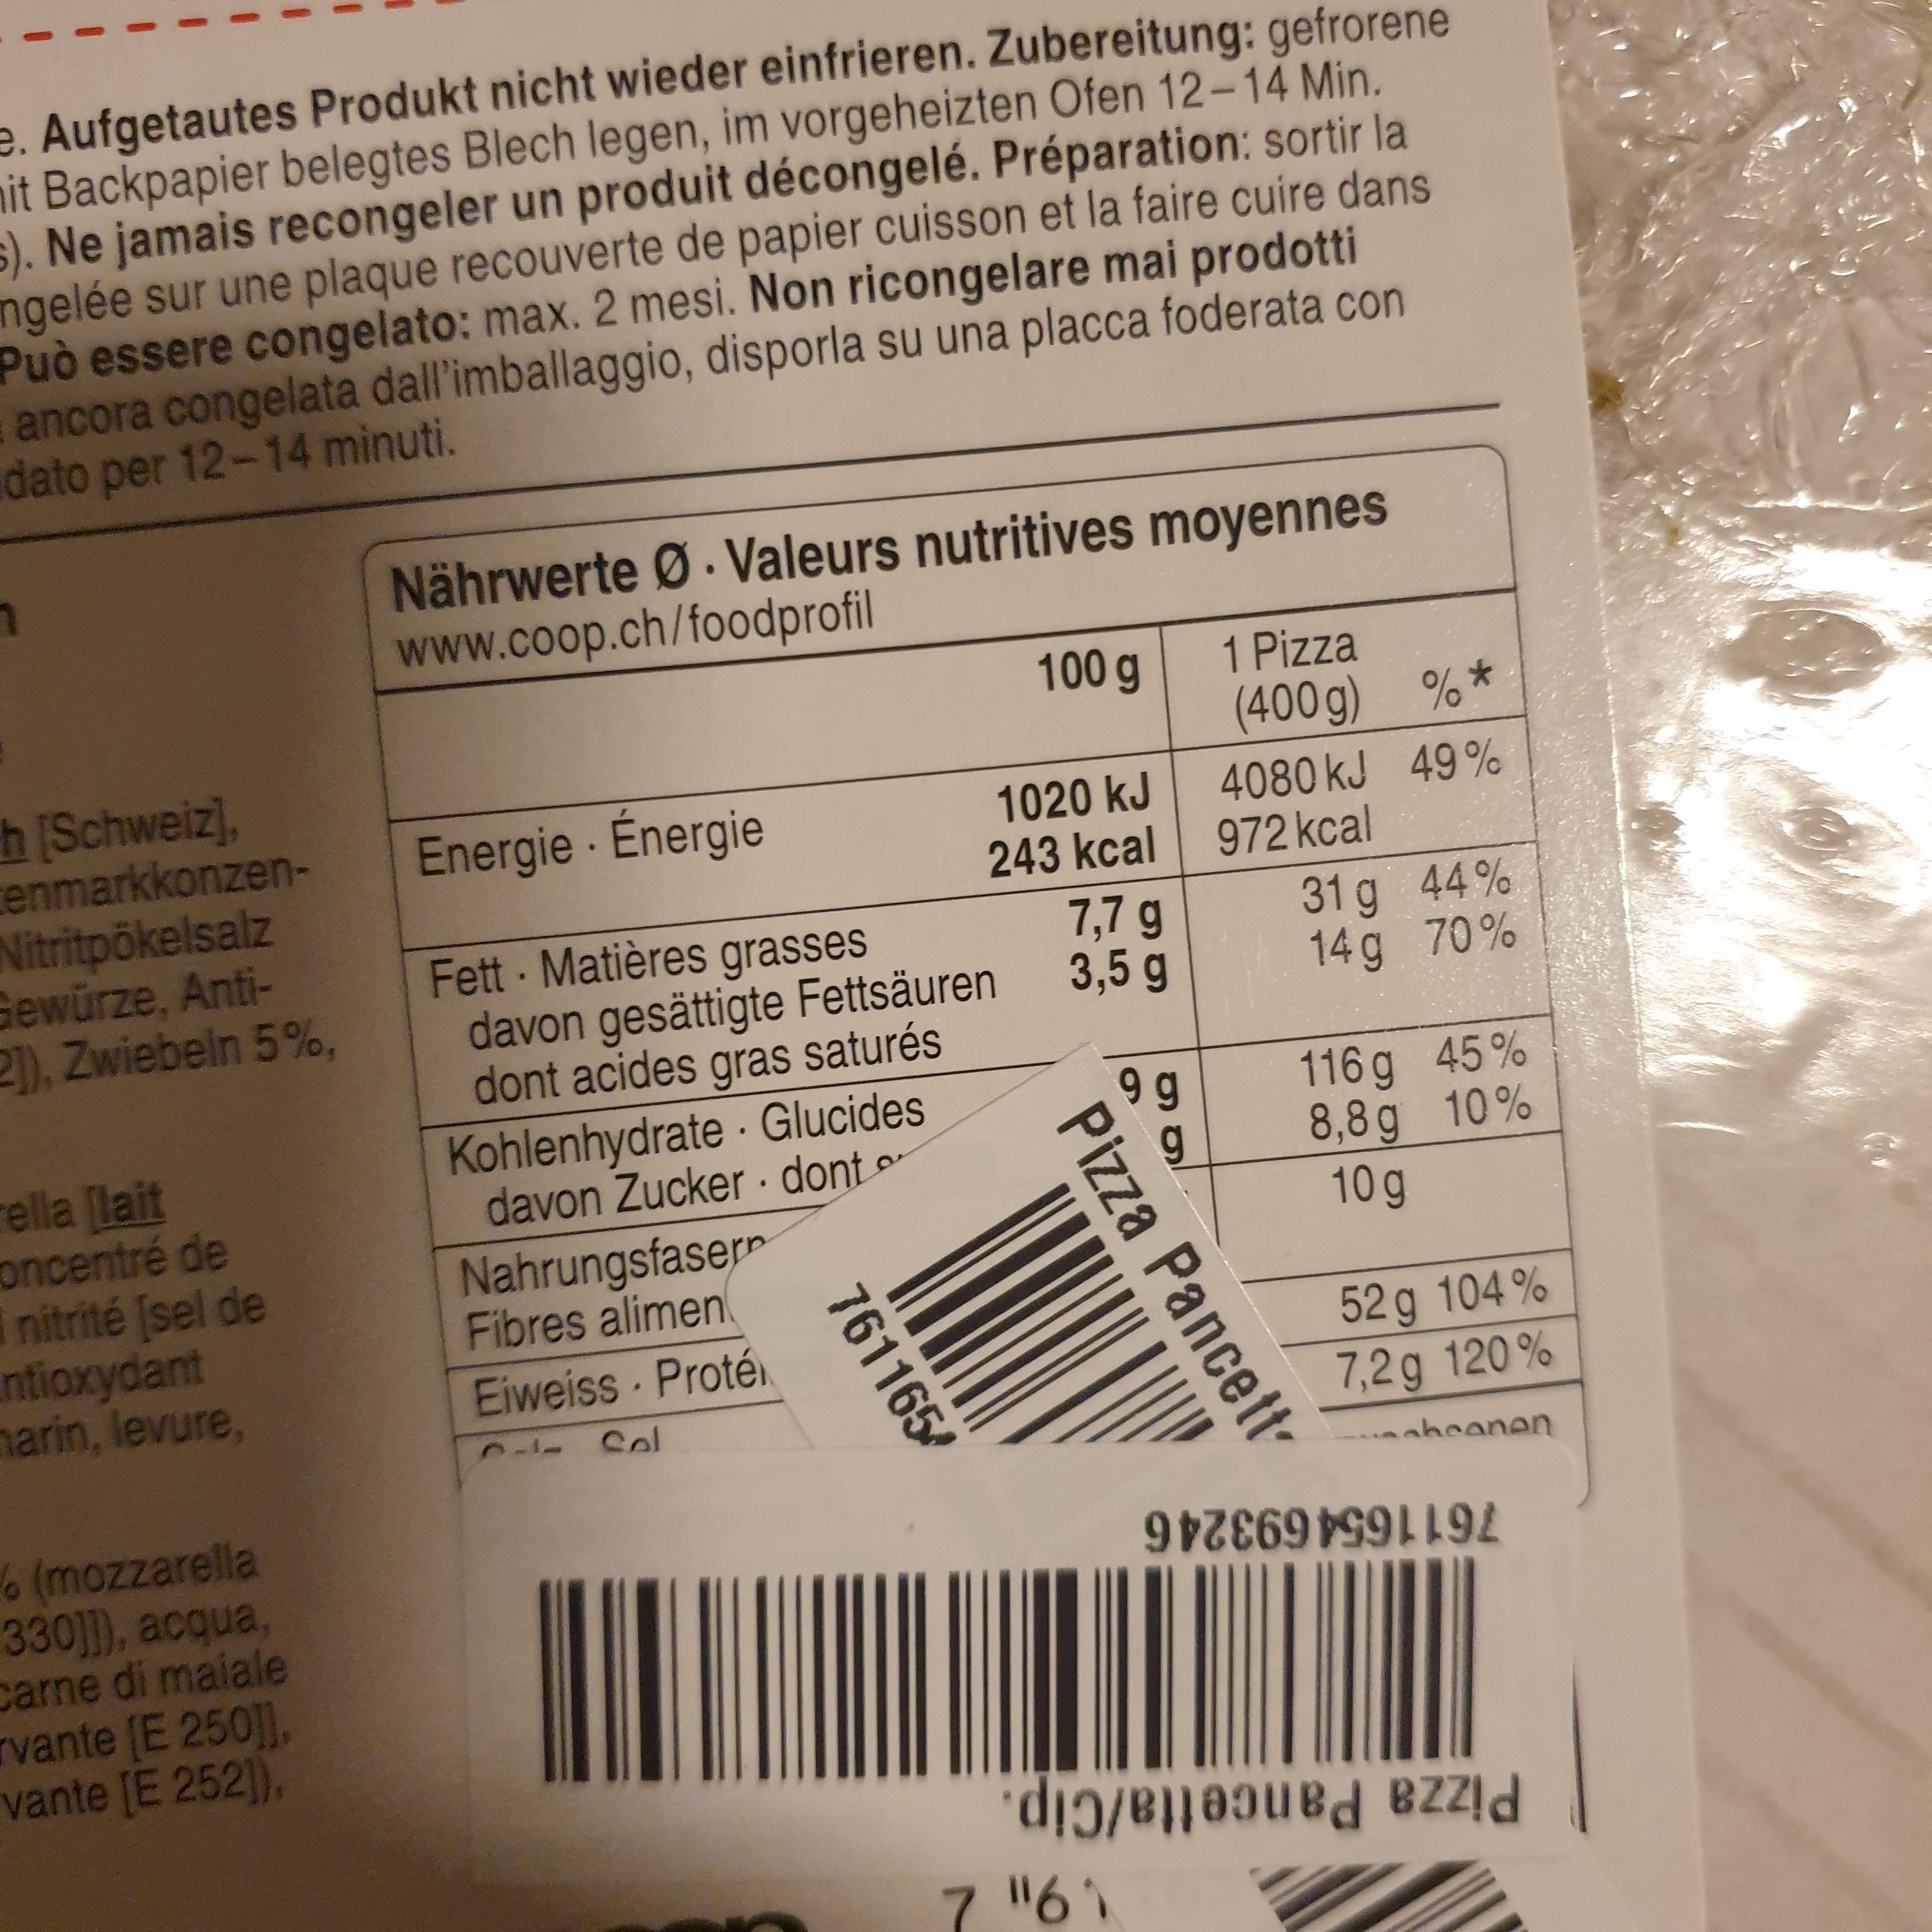 e. Aufgetautes Produkt nicht wieder einfrieren. Zubereitung: gefrorene
it Backpapier belegtes Blech legen, im vorgeheizten Ofen 12–14 Min.
s). Ne jamais recongeler un produit décongelé. Préparation: sortir la
ngelée sur une plaque recouverte de papier cuisson et la faire cuire dans
Può essere congelato: max. 2 mesi. Non ricongelare mai prodotti
ancora congelata dall'imballaggio, disporla su una placca foderata con
dato per 12–14 minuti.
h [Schweiz],
enmarkkonzen-
Nitritpökelsalz
Gewürze, Anti-
2]), Zwiebeln 5%,
ella [lait
oncentré de
nitrité [sel de
ntioxydant
arin, levure,
% (mozzarella
330]]), acqua,
carne di maiale
rvante [E 250]],
vante [E 252]),
Nährwerte Ø · Valeurs nutritives moyennes
www.coop.ch/foodprofil
100 g 1 Pizza
(400 g) %*
Energie · Énergie 1020 kJ 4080 kJ 49%
243 kcal 972 kcal
Fett · Matières grasses 7,7 g 31 g 44%
davon gesättigte Fettsäuren 3,5 g 14 g 70%
dont acides gras saturés
Kohlenhydrate · Glucides 9 g 116 g 45%
davon Zucker · dont g 8,8 g 10%
Nahrungsfasern 10 g
Fibres alimen
Eiweiss · Proté 52 g 104%
Sel 7,2 g 120%
Pizza Pancett
7611654
7611654693246
Pizza Pancetta/Cip.